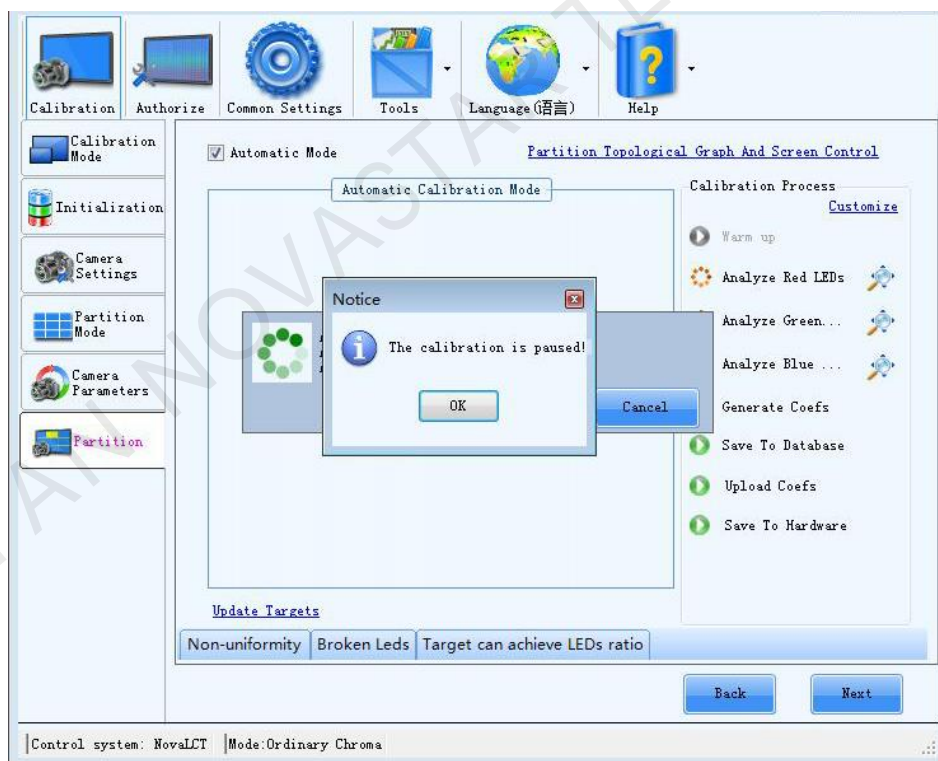 Calibration
Authorize
Common Settings
Tools
Language(语言)
Help
Calibration
Mode
Initialization
Camera
Settings
Partition
Mode
Camera
Parameters
Partition
Automatic Mode
Partition Topological Graph And Screen Control
Automatic Calibration Mode
Calibration Process
Customize
Warm up
Analyze Red LEDs
Analyze Green...
Analyze Blue ...
Generate Coefs
Save To Database
Upload Coefs
Save To Hardware
Notice
The calibration is paused!
OK
Cancel
Update Targets
Non-uniformity
Broken Leds
Target can achieve LEDs ratio
Back
Next
Control system: NovaLCT
Mode:Ordinary Chroma